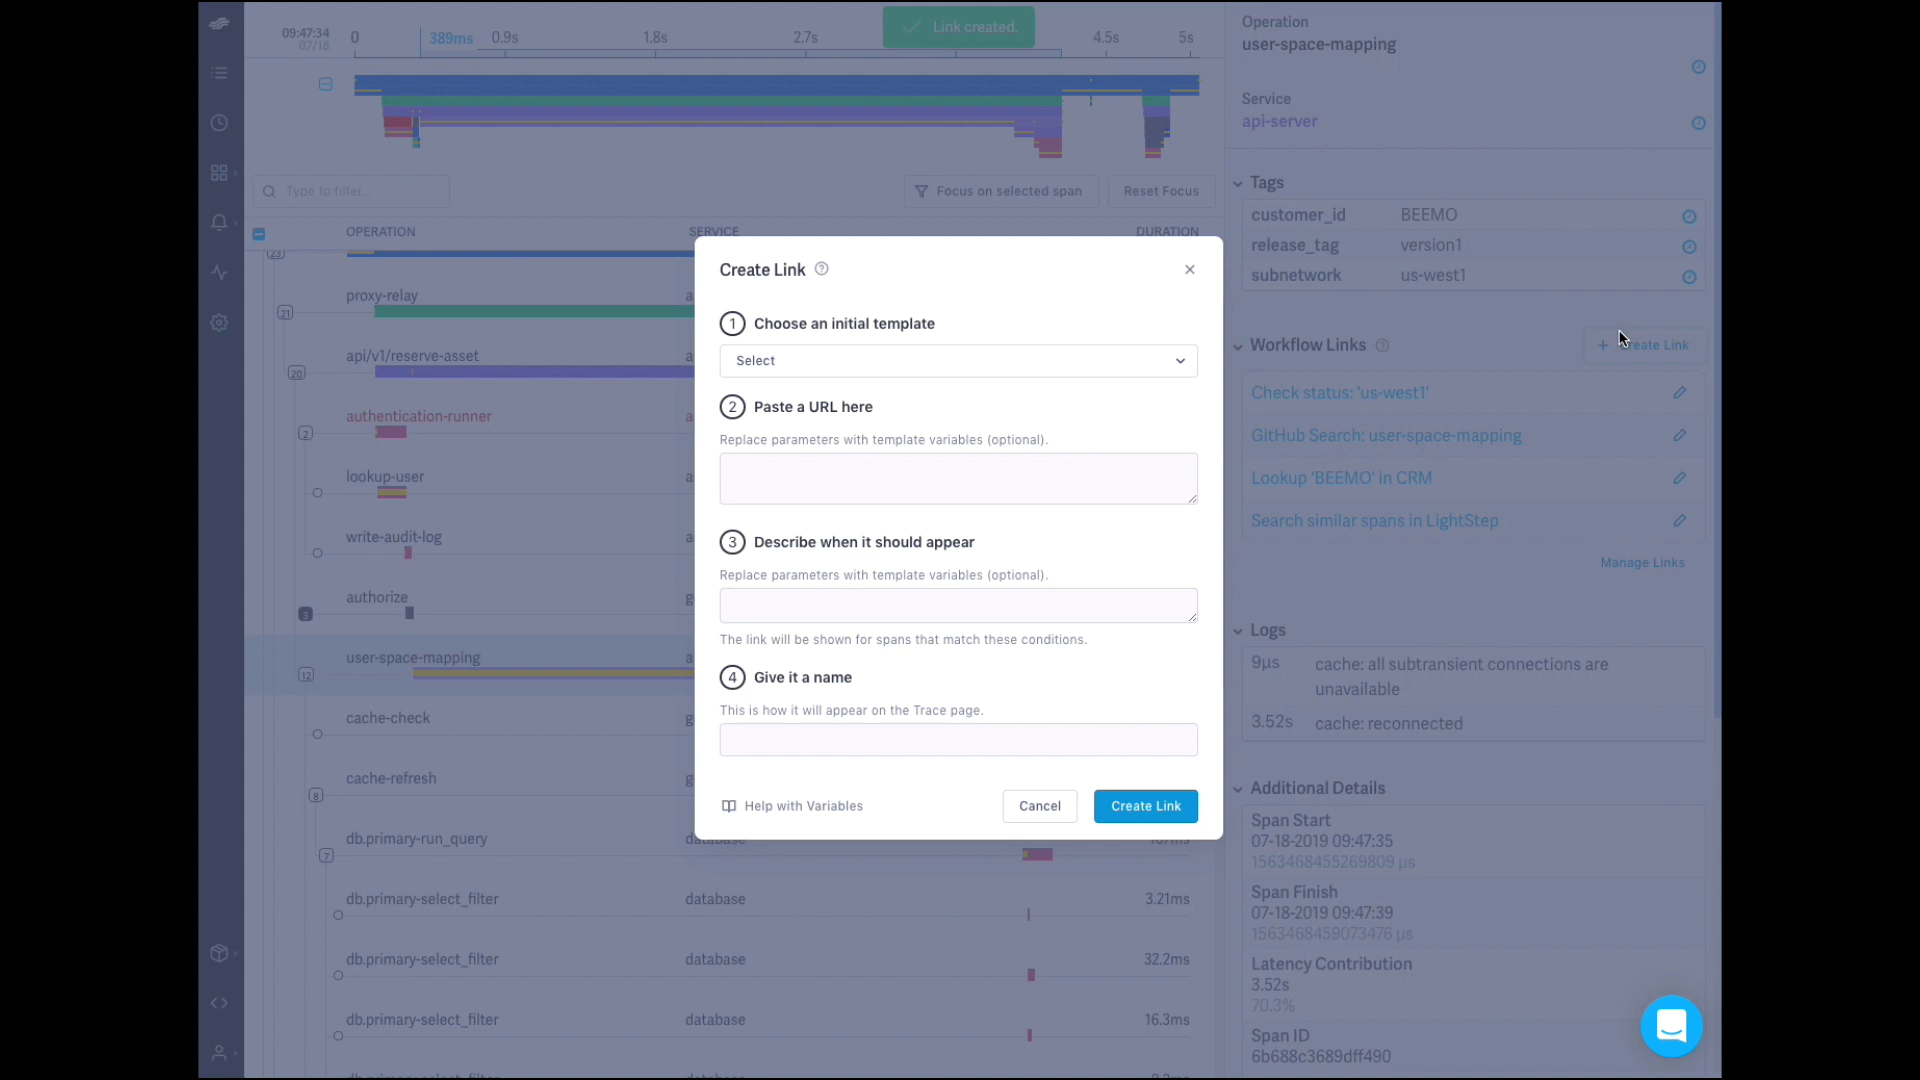 09:47:34
07/18
0
389ms
0.9s
1.8s
2.7s
Link created.
4.5s
5s
Type to filter...
Focus on selected span
Reset Focus
OPERATION
SERVICE
DURATION
23
proxy-relay
a
21
api/v1/reserve-asset
a
20
authentication-runner
a
2
lookup-user
a
write-audit-log
a
authorize
g
3
user-space-mapping
a
12
cache-check
g
cache-refresh
g
8
db.primary-run_query
database
7
db.primary-select_filter
database
3.21ms
db.primary-select_filter
database
32.2ms
db.primary-select_filter
database
16.3ms
Create Link
1 Choose an initial template
Select
2 Paste a URL here
Replace parameters with template variables (optional).
3 Describe when it should appear
Replace parameters with template variables (optional).
The link will be shown for spans that match these conditions.
4 Give it a name
This is how it will appear on the Trace page.
Help with Variables
Cancel
Create Link
Operation
user-space-mapping
Service
api-server
Tags
customer_id BEEMO
release_tag version1
subnetwork us-west1
Workflow Links
+ Create Link
Check status: 'us-west1'
GitHub Search: user-space-mapping
Lookup 'BEEMO' in CRM
Search similar spans in LightStep
Manage Links
Logs
9µs cache: all subtransient connections are
unavailable
3.52s cache: reconnected
Additional Details
Span Start
07-18-2019 09:47:35
1563468455269809 µs
Span Finish
07-18-2019 09:47:39
1563468459073476 µs
Latency Contribution
3.52s
70.3%
Span ID
6b688c3689dff490